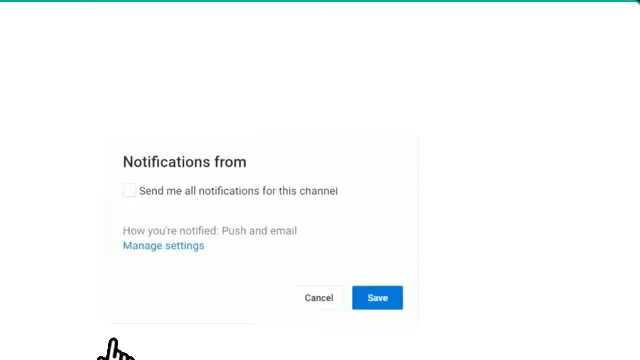 Notifications from
Send me all notifications for this channel
How you're notified: Push and email
Manage settings
Cancel
Save